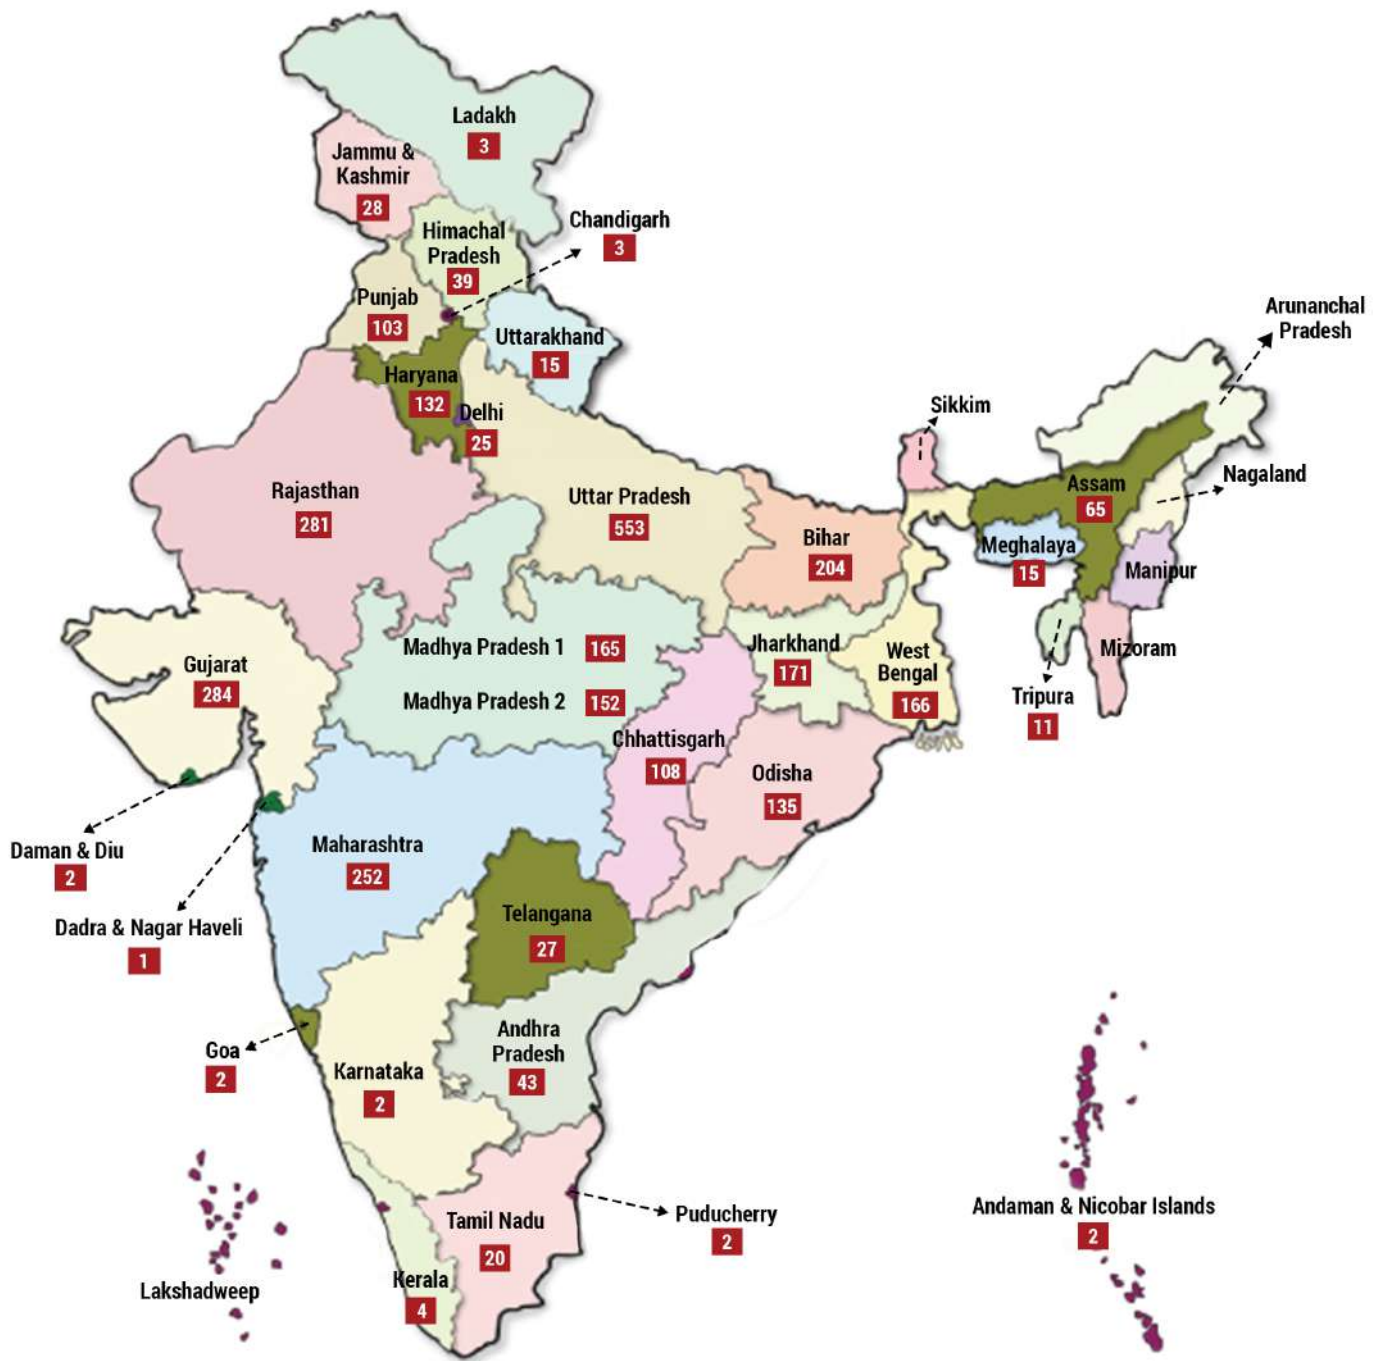 Ladakh
3
Jammu &
Kashmir
28
Himachal
Pradesh
39
Chandigarh
3
Punjab
103
Uttarakhand
15
Haryana
132
Delhi
25
Arunanchal
Pradesh
Sikkim
Nagaland
Assam
65
Rajasthan
281
Uttar Pradesh
553
Bihar
204
Meghalaya
15
Manipur
Mizoram
Tripura
11
Gujarat
284
Madhya Pradesh 1 165
Madhya Pradesh 2 152
Jharkhand
171
West
Bengal
166
Chhattisgarh
108
Odisha
135
Daman & Diu
2
Dadra & Nagar Haveli
1
Maharashtra
252
Telangana
27
Goa
2
Karnataka
2
Andhra
Pradesh
43
Lakshadweep
Kerala
4
Tamil Nadu
20
Puducherry
2
Andaman & Nicobar Islands
2